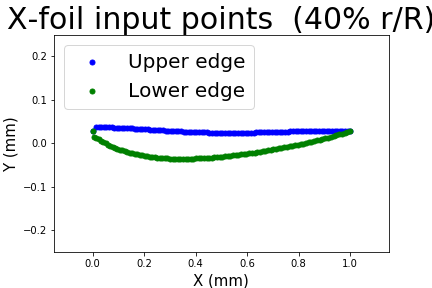 X-foil input points (40% r/R)
Upper edge
Lower edge
0.2
0.1
0.0
−0.1
−0.2
Y (mm)
0.0 0.2 0.4 0.6 0.8 1.0
X (mm)